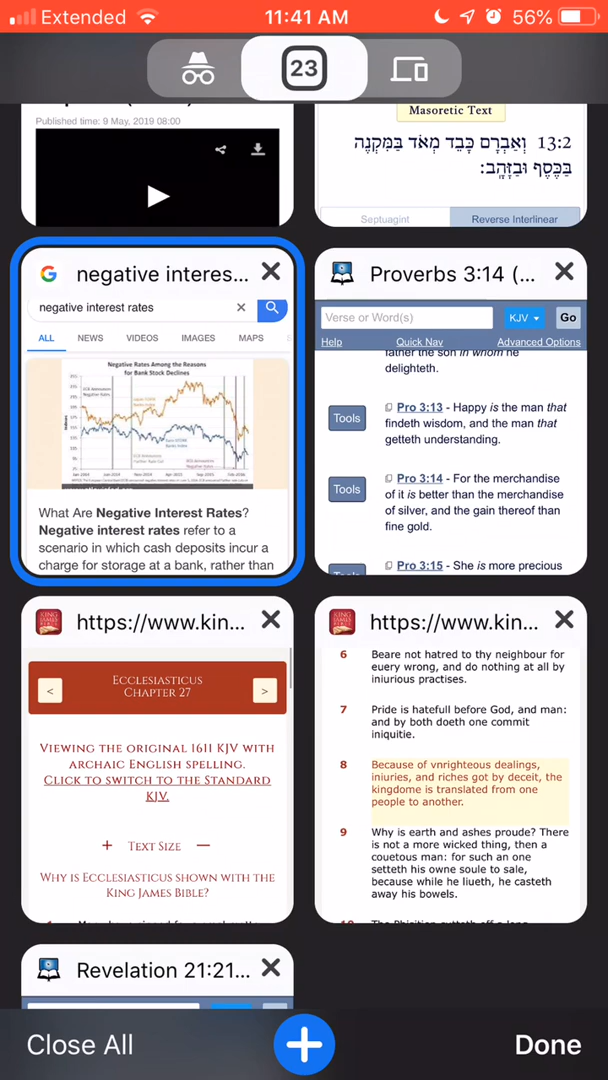 Extended
11:41 AM
56%
23
Published time: 9 May, 2019 08:00
Masoretic Text
13:2 וְאַבְרָם כָּבֵד מְאֹד בַּמִּקְנֶה
בַּכֶּסֶף וּבַזָּהָב׃
Septuagint
Reverse Interlinear
negative interes...
negative interest rates
ALL NEWS VIDEOS IMAGES MAPS
Negative Rates Among the Reasons
for Bank Stock Declines
What Are Negative Interest Rates?
Negative interest rates refer to a
scenario in which cash deposits incur a
charge for storage at a bank, rather than
Proverbs 3:14 (...
Verse or Word(s)
KJV
Go
Help
Quick Nav
Advanced Options
father the son in whom he
delighteth.
Tools
Pro 3:13 - Happy is the man that
findeth wisdom, and the man that
getteth understanding.
Tools
Pro 3:14 - For the merchandise
of it is better than the merchandise
of silver, and the gain thereof than
fine gold.
Tools
Pro 3:15 - She is more precious
KING JAMES BIBLE
https://www.kin...
<
Ecclesiasticus
Chapter 27
>
Viewing the original 1611 KJV with
archaic English spelling.
Click to switch to the Standard
KJV.
+ Text Size −
Why is Ecclesiasticus shown with the
King James Bible?
KING JAMES BIBLE
https://www.kin...
6 Beare not hatred to thy neighbour for
euery wrong, and do nothing at all by
iniurious practises.
7 Pride is hatefull before God, and man:
and by both doeth one commit
iniquitie.
8 Because of vnrighteous dealings,
iniuries, and riches got by deceit, the
kingdome is translated from one
people to another.
9 Why is earth and ashes proude? There
is not a more wicked thing, then a
couetous man: for such an one
setteth his owne soule to sale,
because while he liueth, he casteth
away his bowels.
Revelation 21:21...
Close All
Done